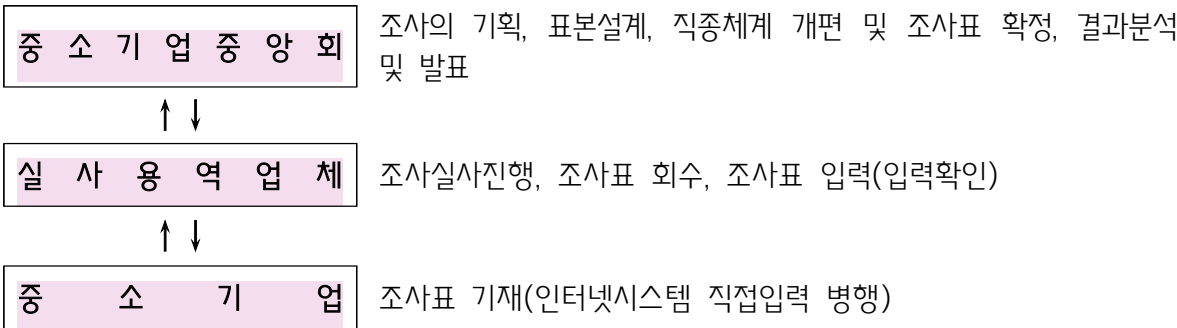 중 소 기 업 중 앙 회
조사의 기획, 표본설계, 직종체계 개편 및 조사표 확정, 결과분석
및 발표
↑ ↓
실 사 용 역 업 체
조사실사진행, 조사표 회수, 조사표 입력(입력확인)
↑ ↓
중 소 기 업
조사표 기재(인터넷시스템 직접입력 병행)